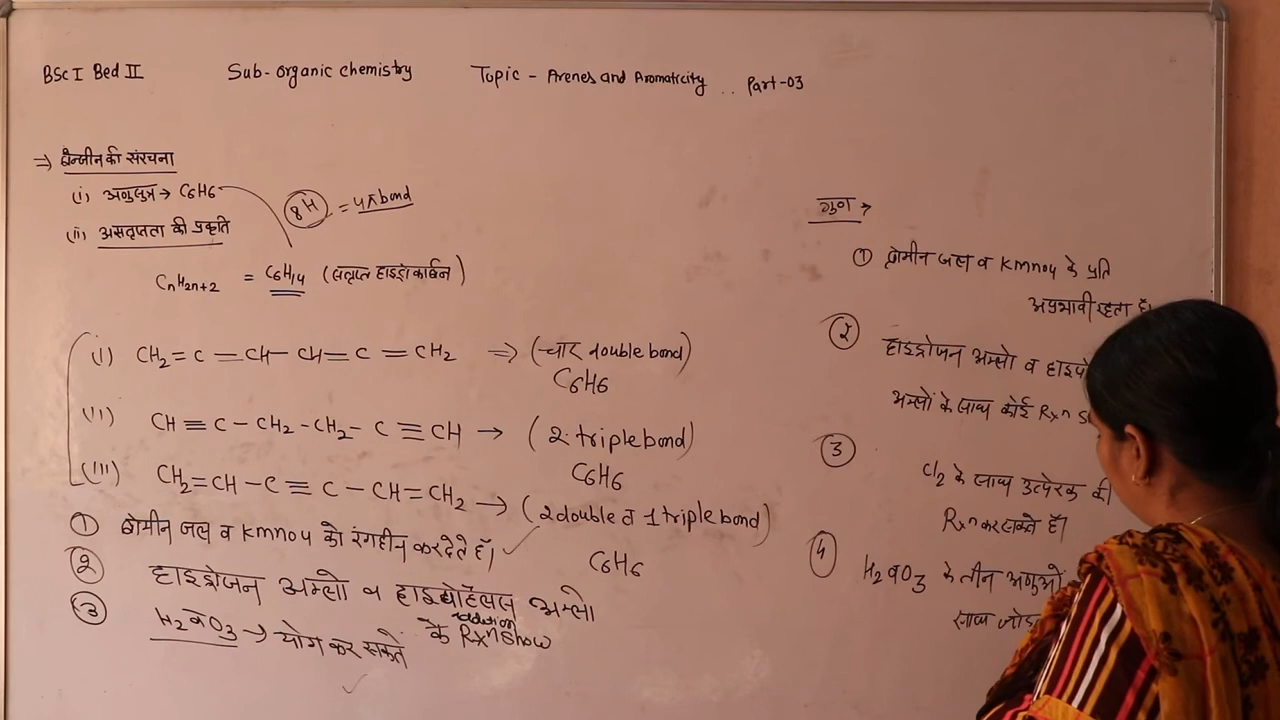 BSc I Bed II Sub- organic chemistry Topic - Arenes and Aromaticity .. Part-03
⇒ बेन्जीन की संरचना
(i) अणुसूत्र → C6H6
8H = 4π bond
(ii) असंतृप्तता की प्रकृति
CnH2n+2 = C6H14 (संतृप्त हाइड्रोकार्बन)
(i) CH2=C=CH-CH=C=CH2 ⇒ (चार double bond)
C6H6
(ii) CH≡C-CH2-CH2-C≡CH → (2 triple bond)
C6H6
(iii) CH2=CH-C≡C-CH=CH2 → (2 double व 1 triple bond)
C6H6
① ब्रोमीन जल व kmno4 को रंगहीन कर देते हैं। ✓
② हाइड्रोजन अम्लो व हाइपोहैलस अम्लो
के addition Rxn show
③ H2 व O3 → योग कर सकते
✓
गुण →
① ब्रोमीन जल व kmno4 के प्रति
अप्रभावी रहता है।
② हाइड्रोजन अम्लो व
अम्लों के साथ कोई Rxn
③ Cl2 के साथ उत्प्रेरक की
Rxn कर सकते हैं।
④ H2 व O3 के तीन अणुओं
साथ